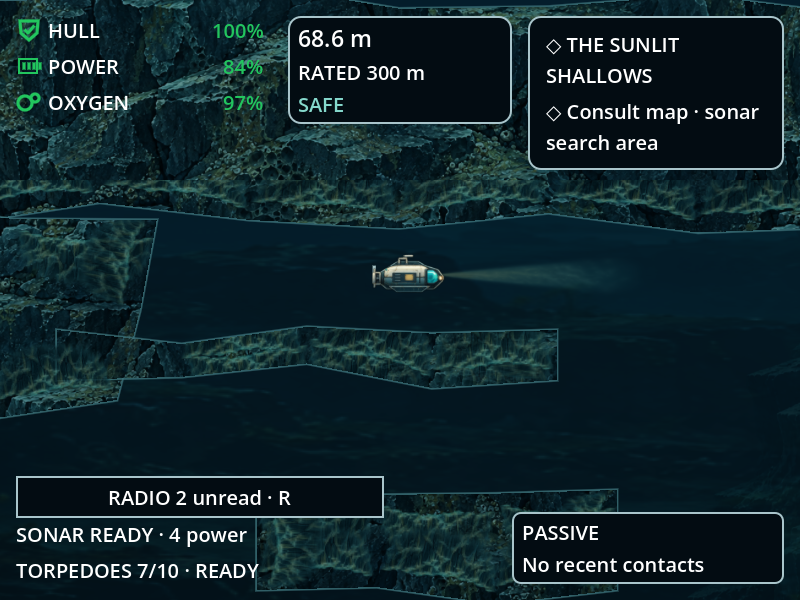 HULL 100%
POWER 84%
OXYGEN 97%
68.6 m
RATED 300 m
SAFE
◇ THE SUNLIT
SHALLOWS
◇ Consult map · sonar
search area
RADIO 2 unread · R
SONAR READY · 4 power
TORPEDOES 7/10 · READY
PASSIVE
No recent contacts